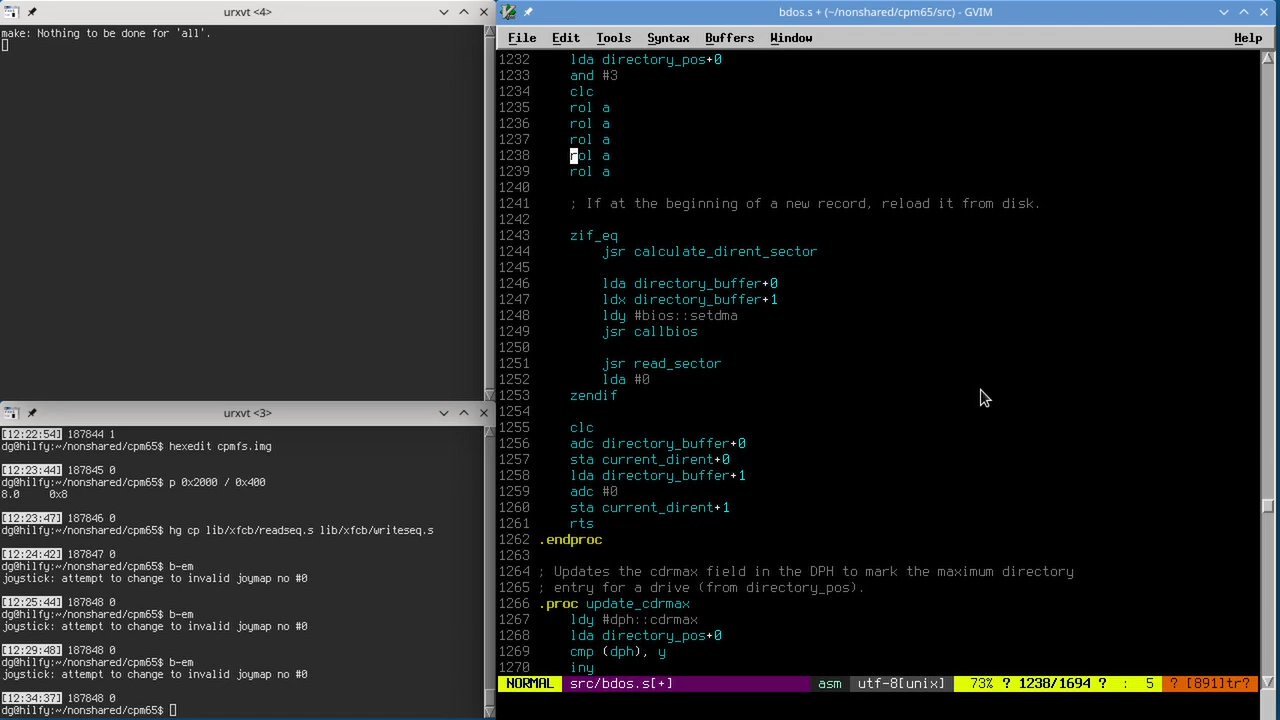 urxvt <4>
make: Nothing to be done for 'all'.
urxvt <3>
[12:22:54] 187844 1
dg@hilfy:~/nonshared/cpm65$ hexedit cpmfs.img
[12:23:44] 187845 0
dg@hilfy:~/nonshared/cpm65$ p 0x2000 / 0x400
8.0     0x8
[12:23:47] 187846 0
dg@hilfy:~/nonshared/cpm65$ hg cp lib/xfcb/readseq.s lib/xfcb/writeseq.s
[12:24:42] 187847 0
dg@hilfy:~/nonshared/cpm65$ b-em
joystick: attempt to change to invalid joymap no #0
[12:25:44] 187848 0
dg@hilfy:~/nonshared/cpm65$ b-em
joystick: attempt to change to invalid joymap no #0
[12:29:48] 187848 0
dg@hilfy:~/nonshared/cpm65$ b-em
joystick: attempt to change to invalid joymap no #0
[12:34:37] 187848 0
dg@hilfy:~/nonshared/cpm65$
bdos.s + (~/nonshared/cpm65/src) - GVIM
File Edit Tools Syntax Buffers Window Help
1232     lda directory_pos+0
1233     and #3
1234     clc
1235     rol a
1236     rol a
1237     rol a
1238     rol a
1239     rol a
1240
1241     ; If at the beginning of a new record, reload it from disk.
1242
1243     zif_eq
1244         jsr calculate_dirent_sector
1245
1246         lda directory_buffer+0
1247         ldx directory_buffer+1
1248         ldy #bios::setdma
1249         jsr callbios
1250
1251         jsr read_sector
1252         lda #0
1253     zendif
1254
1255     clc
1256     adc directory_buffer+0
1257     sta current_dirent+0
1258     lda directory_buffer+1
1259     adc #0
1260     sta current_dirent+1
1261     rts
1262 .endproc
1263
1264 ; Updates the cdrmax field in the DPH to mark the maximum directory
1265 ; entry for a drive (from directory_pos).
1266 .proc update_cdrmax
1267     ldy #dph::cdrmax
1268     lda directory_pos+0
1269     cmp (dph), y
1270     iny
NORMAL src/bdos.s[+] asm utf-8[unix] 73% ? 1238/1694 ? : 5 ? [891]tr?